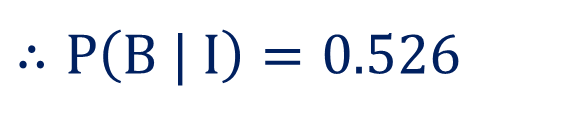 ∴ P(B | I) = 0.526